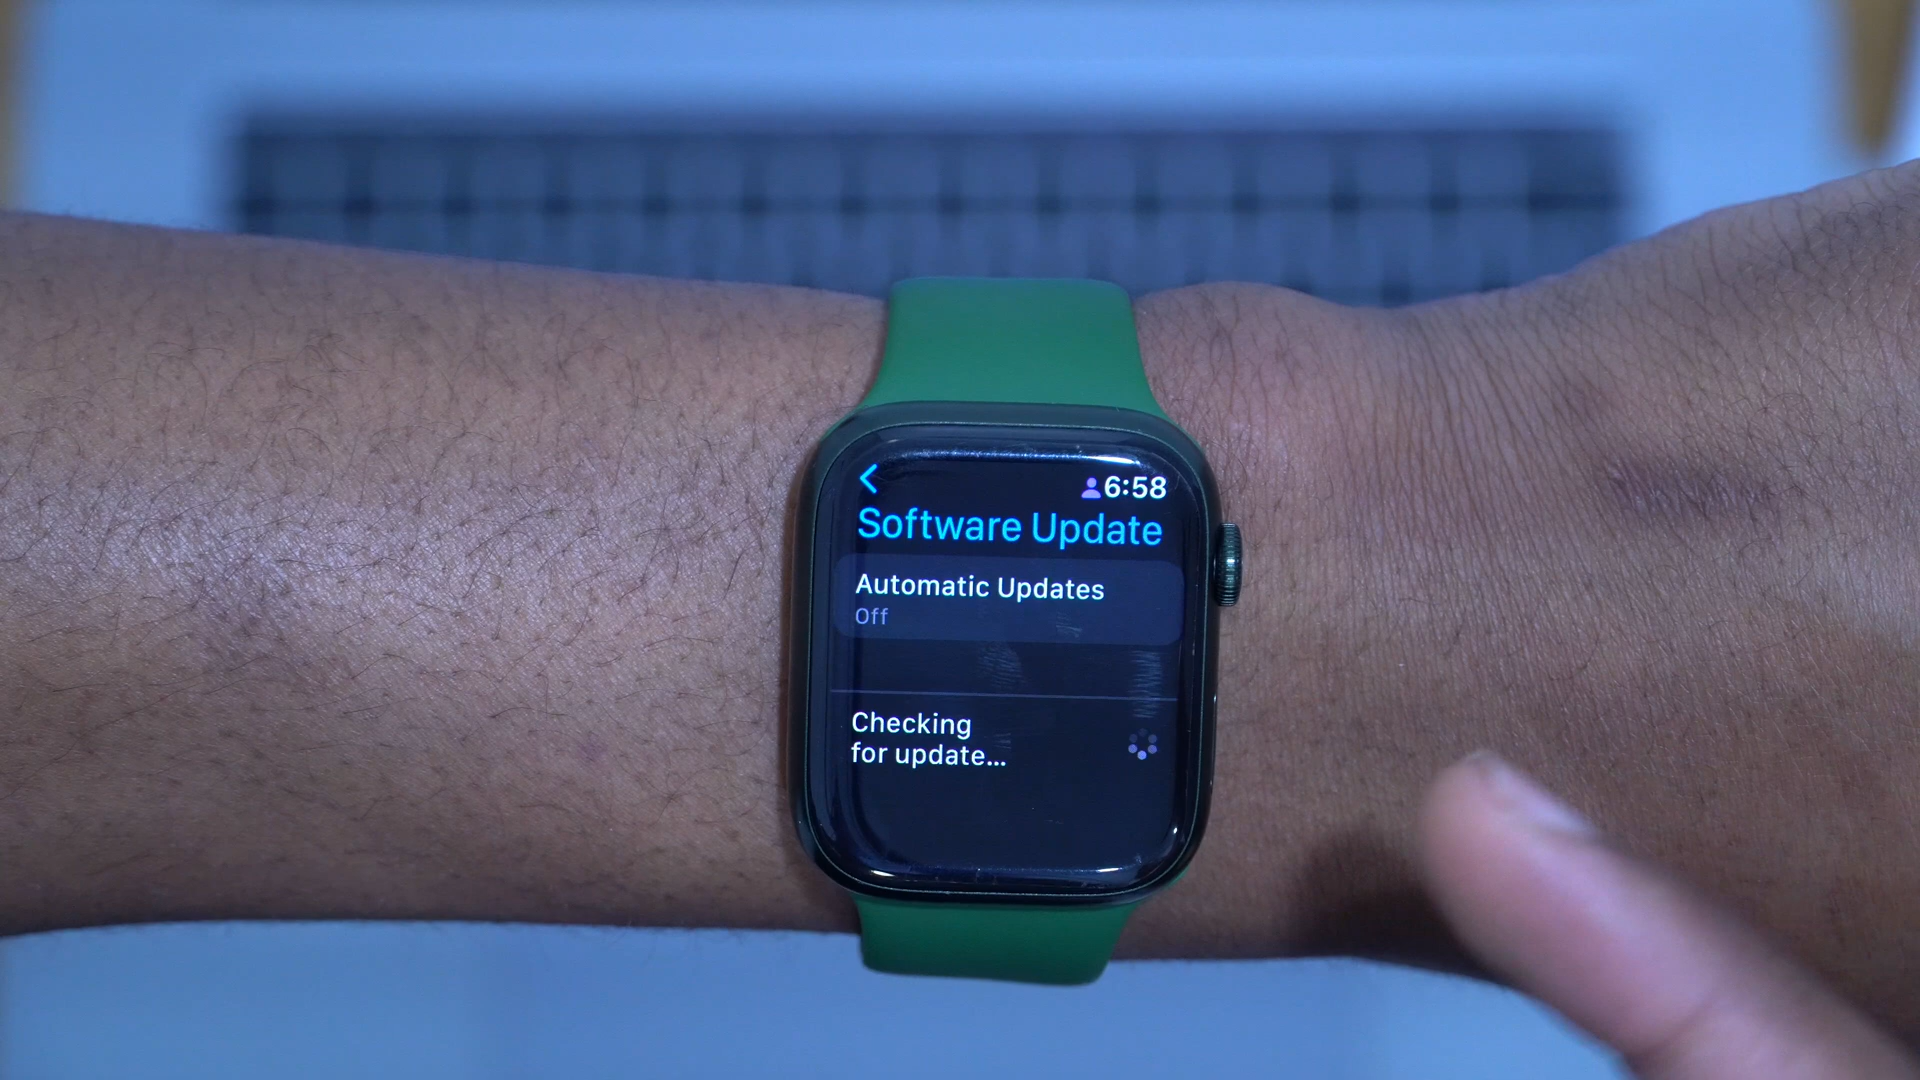 6:58
Software Update
Automatic Updates
Off
Checking
for update...